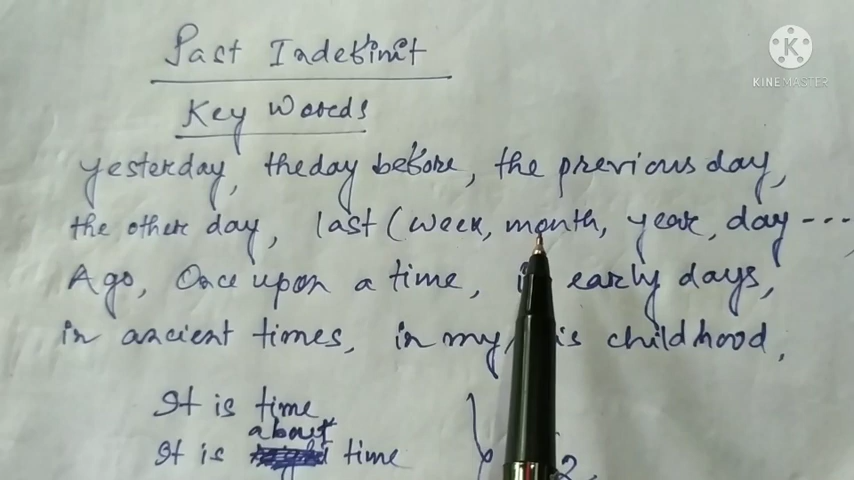 Past Indefinit
Key Words
yesterday, the day before, the previous day,
the other day, last (week, month, year, day ---,
Ago, Once upon a time, early days,
in ancient times, in my childhood,
It is time
about
It is time
2.
K
KINEMASTER